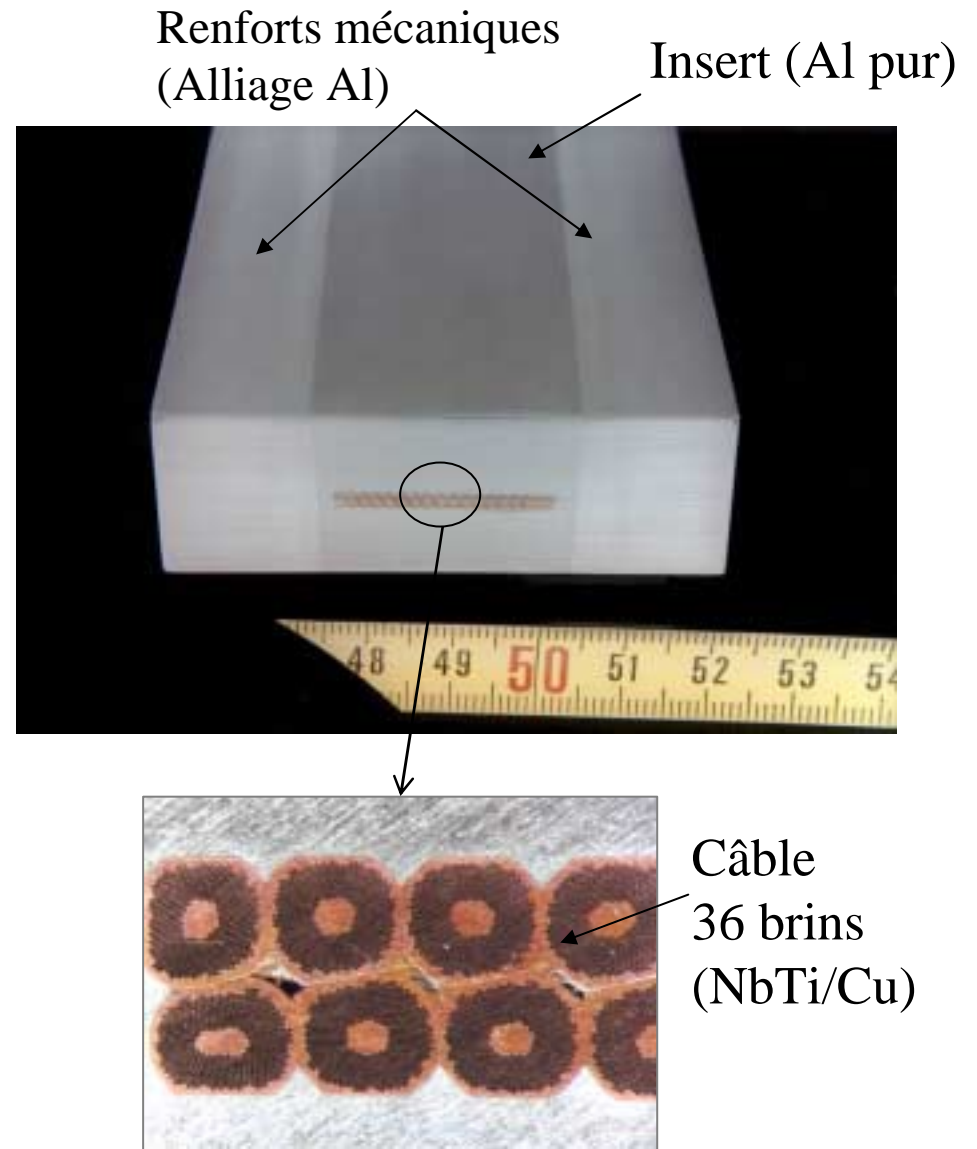 Renforts mécaniques
(Alliage Al)
Insert (Al pur)
48 49 50 51 52 53 54
Câble
36 brins
(NbTi/Cu)